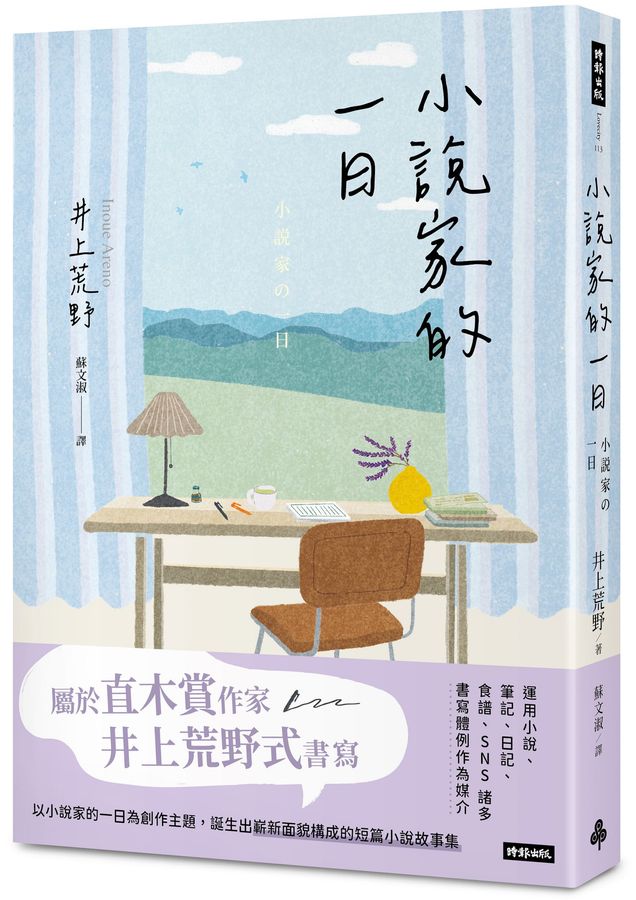 小說家的
一日
小説家の一日
Inoue Areno
井上荒野
蘇文淑
譯
運用小說、
筆記、日記、
食譜、SNS 諸多
書寫體例作為媒介
屬於直木賞作家
井上荒野式書寫
以小說家的一日為創作主題，誕生出嶄新面貌構成的短篇小說故事集
時報出版
時報出版
Lovecity
113
小說家的一日
小説家の
一日
井上荒野／著
蘇文淑／譯